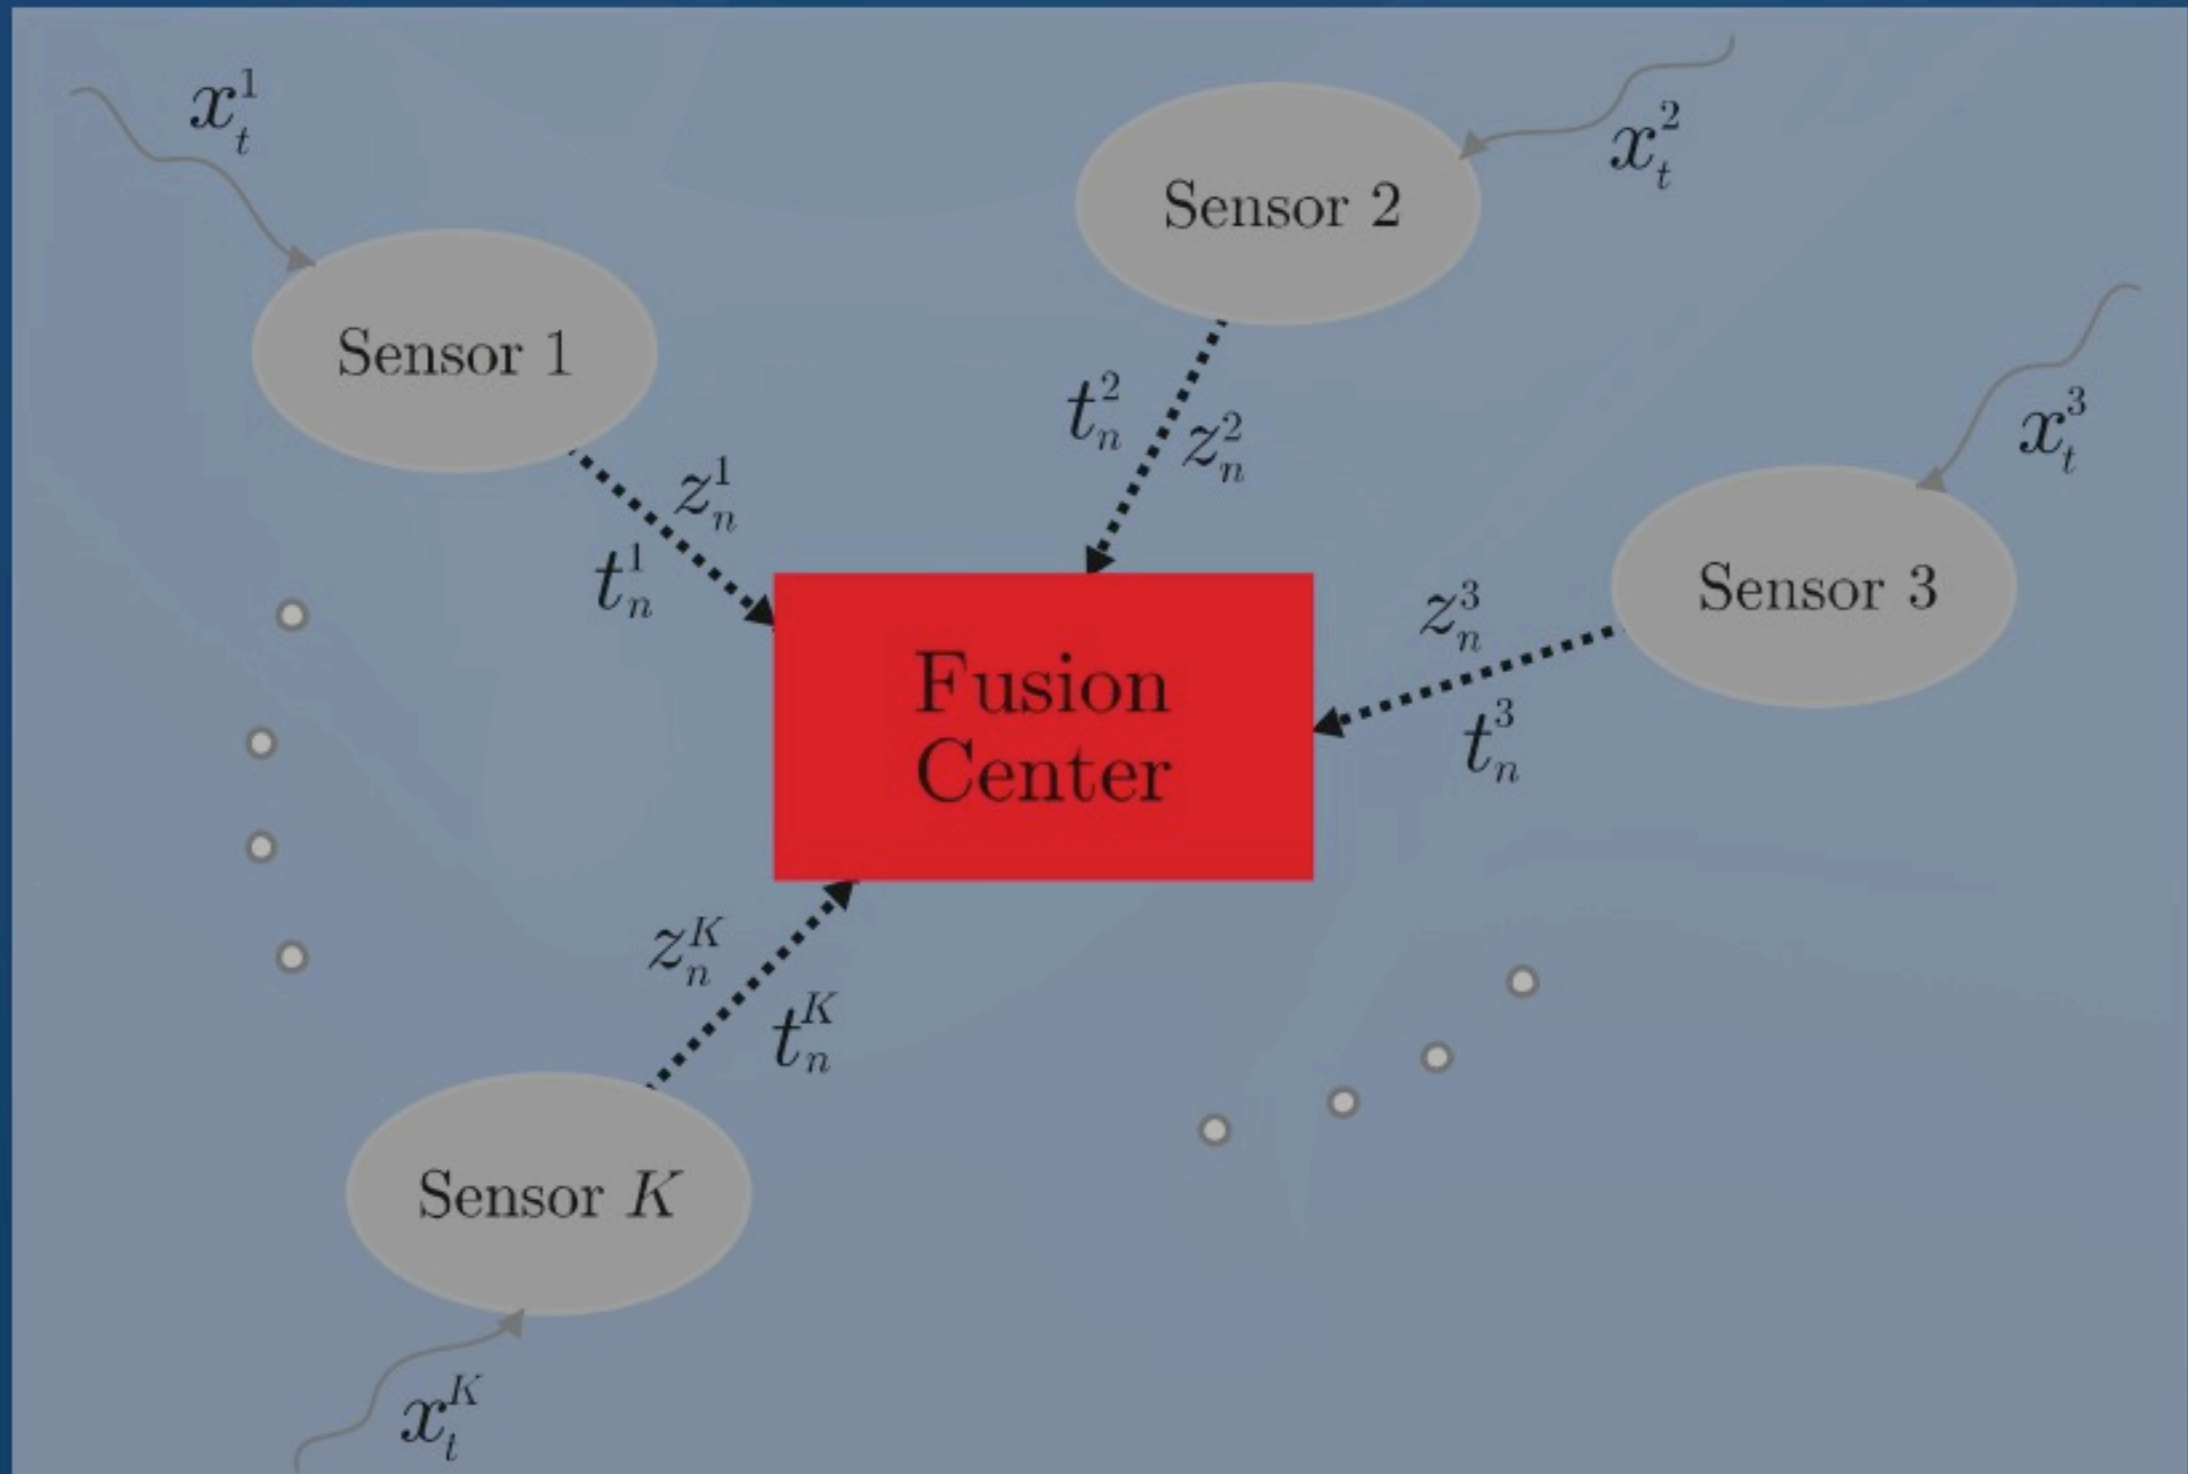 x_t^1
x_t^2
Sensor 2
Sensor 1
x_t^3
t_n^2
z_n^2
z_n^1
t_n^1
Sensor 3
z_n^3
t_n^3
Fusion
Center
z_n^K
t_n^K
Sensor K
x_t^K